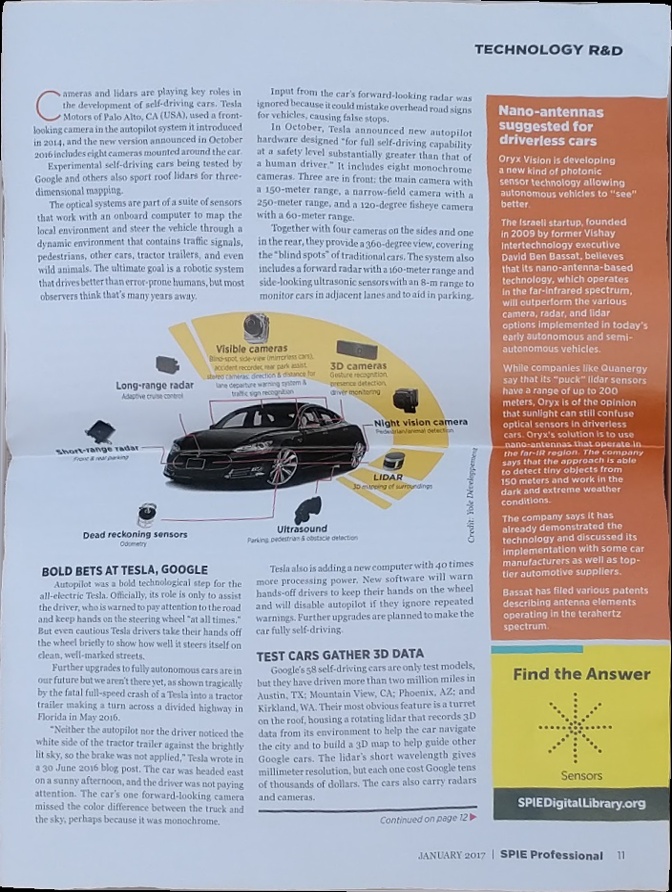 TECHNOLOGY R&D
Cameras and lidars are playing key roles in
the development of self-driving cars. Tesla
Motors of Palo Alto, CA (USA), used a front-
looking camera in the autopilot system it introduced
in 2014, and the new version announced in October
2016 includes eight cameras mounted around the car.
Experimental self-driving cars being tested by
Google and others also sport roof lidars for three-
dimensional mapping.
The optical systems are part of a suite of sensors
that work with an onboard computer to map the
local environment and steer the vehicle through a
dynamic environment that contains traffic signals,
pedestrians, other cars, tractor trailers, and even
wild animals. The ultimate goal is a robotic system
that drives better than error-prone humans, but most
observers think that's many years away.
Input from the car's forward-looking radar was
ignored because it could mistake overhead road signs
for vehicles, causing false stops.
In October, Tesla announced new autopilot
hardware designed "for full self-driving capability
at a safety level substantially greater than that of
a human driver." It includes eight monochrome
cameras. Three are in front: the main camera with
a 150-meter range, a narrow-field camera with a
250-meter range, and a 120-degree fisheye camera
with a 60-meter range.
Together with four cameras on the sides and one
in the rear, they provide a 360-degree view, covering
the "blind spots" of traditional cars. The system also
includes a forward radar with a 160-meter range and
side-looking ultrasonic sensors with an 8-m range to
monitor cars in adjacent lanes and to aid in parking.
Visible cameras
Blind-spot, side-view (mirrorless cars),
accident recorder, rear park assist,
stereo cameras: direction & distance for
lane departure warning system &
traffic sign recognition
3D cameras
Gesture recognition,
presence detection,
driver monitoring
Long-range radar
Adaptive cruise control
Night vision camera
Pedestrian/animal detection
Short-range radar
Front & rear parking
LIDAR
3D mapping of surroundings
Dead reckoning sensors
Odometry
Ultrasound
Parking, pedestrian & obstacle detection
Credit: Yole Développement
BOLD BETS AT TESLA, GOOGLE
Autopilot was a bold technological step for the
all-electric Tesla. Officially, its role is only to assist
the driver, who is warned to pay attention to the road
and keep hands on the steering wheel "at all times."
But even cautious Tesla drivers take their hands off
the wheel briefly to show how well it steers itself on
clean, well-marked streets.
Further upgrades to fully autonomous cars are in
our future but we aren't there yet, as shown tragically
by the fatal full-speed crash of a Tesla into a tractor
trailer making a turn across a divided highway in
Florida in May 2016.
"Neither the autopilot nor the driver noticed the
white side of the tractor trailer against the brightly
lit sky, so the brake was not applied," Tesla wrote in
a 30 June 2016 blog post. The car was headed east
on a sunny afternoon, and the driver was not paying
attention. The car's one forward-looking camera
missed the color difference between the truck and
the sky, perhaps because it was monochrome.
Tesla also is adding a new computer with 40 times
more processing power. New software will warn
hands-off drivers to keep their hands on the wheel
and will disable autopilot if they ignore repeated
warnings. Further upgrades are planned to make the
car fully self-driving.
TEST CARS GATHER 3D DATA
Google's 58 self-driving cars are only test models,
but they have driven more than two million miles in
Austin, TX; Mountain View, CA; Phoenix, AZ; and
Kirkland, WA. Their most obvious feature is a turret
on the roof, housing a rotating lidar that records 3D
data from its environment to help the car navigate
the city and to build a 3D map to help guide other
Google cars. The lidar's short wavelength gives
millimeter resolution, but each one cost Google tens
of thousands of dollars. The cars also carry radars
and cameras.
Continued on page 12
Nano-antennas
suggested for
driverless cars
Oryx Vision is developing
a new kind of photonic
sensor technology allowing
autonomous vehicles to "see"
better.
The Israeli startup, founded
in 2009 by former Vishay
Intertechnology executive
David Ben Bassat, believes
that its nano-antenna-based
technology, which operates
in the far-infrared spectrum,
will outperform the various
camera, radar, and lidar
options implemented in today's
early autonomous and semi-
autonomous vehicles.
While companies like Quanergy
say that its "puck" lidar sensors
have a range of up to 200
meters, Oryx is of the opinion
that sunlight can still confuse
optical sensors in driverless
cars. Oryx's solution is to use
nano-antennas that operate in
the far-IR region. The company
says that the approach is able
to detect tiny objects from
150 meters and work in the
dark and extreme weather
conditions.
The company says it has
already demonstrated the
technology and discussed its
implementation with some car
manufacturers as well as top-
tier automotive suppliers.
Bassat has filed various patents
describing antenna elements
operating in the terahertz
spectrum.
Find the Answer
Sensors
SPIEDigitalLibrary.org
JANUARY 2017 | SPIE Professional 11